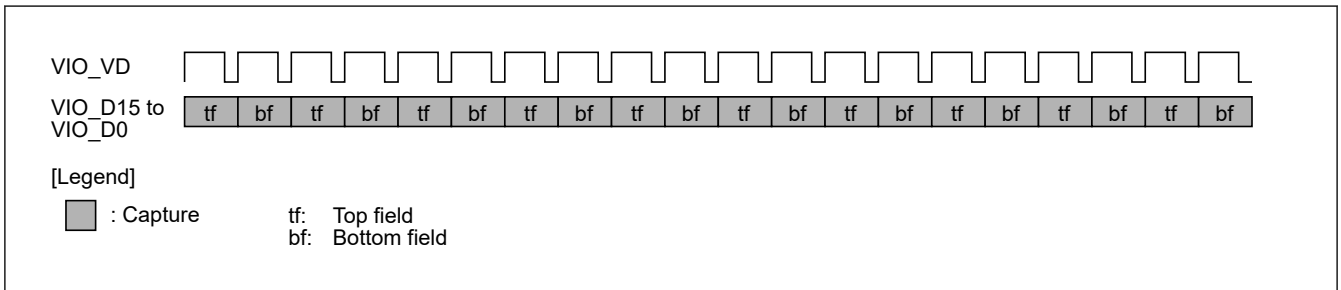 VIO_VD
VIO_D15 to
VIO_D0
tf bf tf bf tf bf tf bf tf bf tf bf tf bf tf bf tf bf tf bf
[Legend]
: Capture
tf: Top field
bf: Bottom field